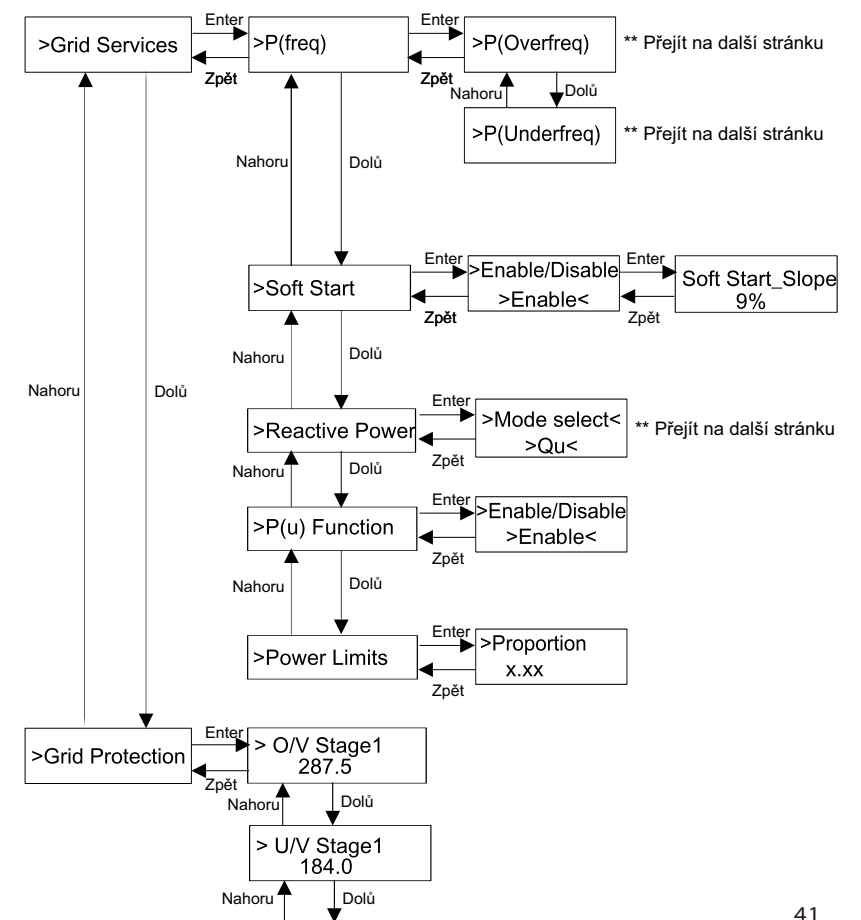 Enter
Enter
>Grid Services
>P(freq)
>P(Overfreq)
** Přejít na další stránku
Zpět
Zpět
Nahoru
Dolů
>P(Underfreq)
** Přejít na další stránku
Nahoru
Dolů
Enter
Enter
>Soft Start
>Enable/Disable
>Enable<
Soft Start_Slope
9%
Zpět
Zpět
Nahoru
Dolů
Nahoru
Dolů
Enter
>Reactive Power
>Mode select<
>Qu<
** Přejít na další stránku
Zpět
Nahoru
Dolů
Enter
>P(u) Function
>Enable/Disable
>Enable<
Zpět
Nahoru
Dolů
Enter
>Power Limits
>Proportion
x.xx
Zpět
Enter
>Grid Protection
> O/V Stage1
287.5
Zpět
Nahoru
Dolů
> U/V Stage1
184.0
Nahoru
Dolů
41